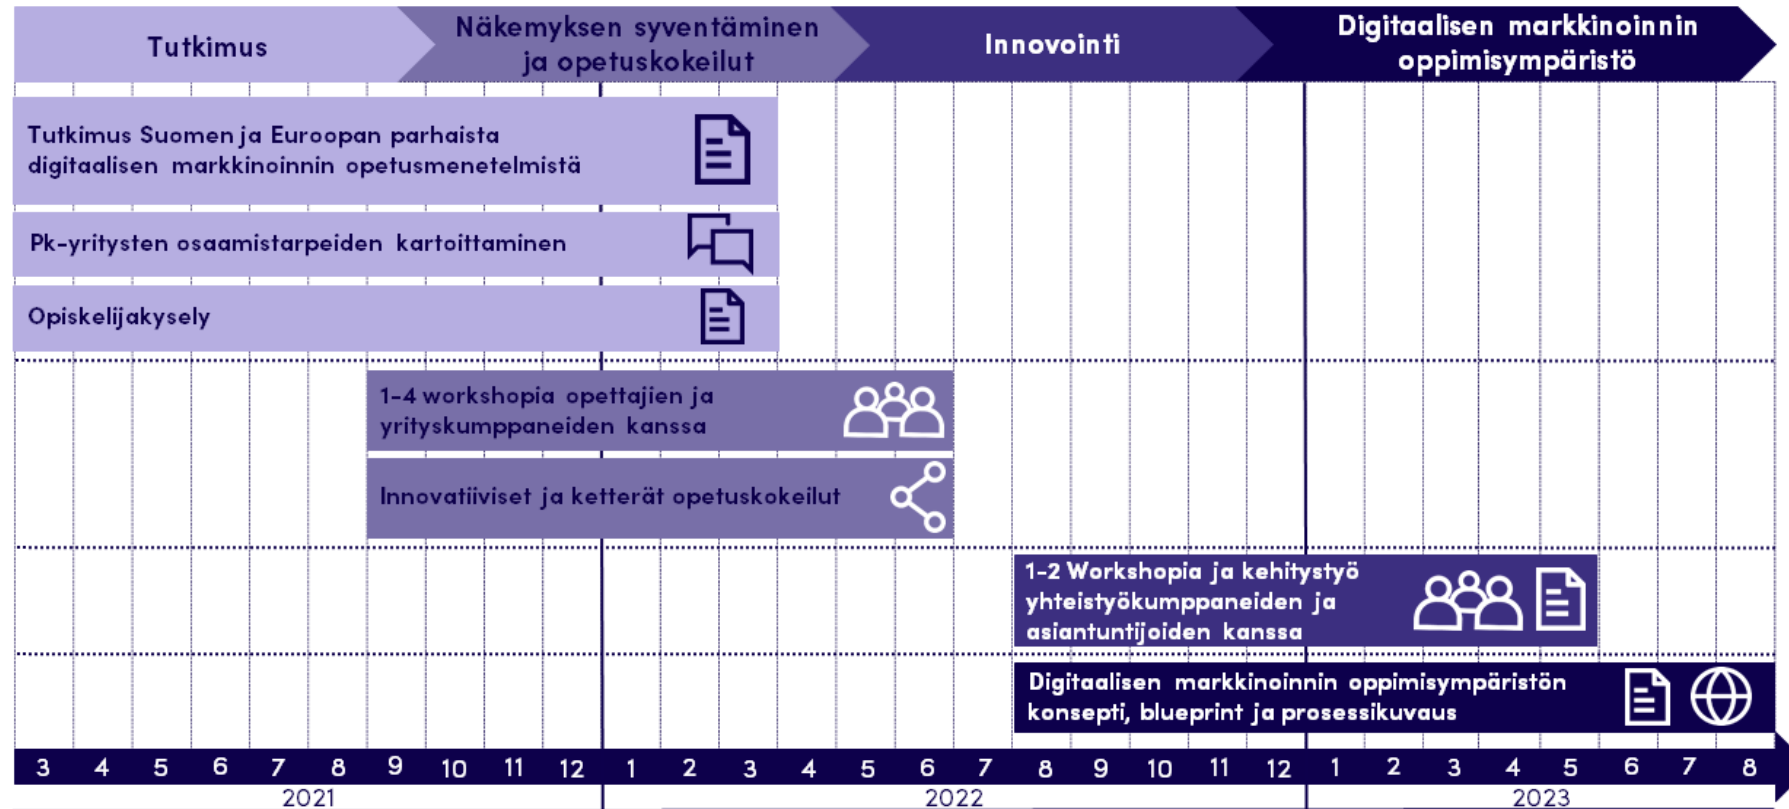 Tutkimus
Näkemyksen syventäminen
ja opetuskokeilut
Innovointi
Digitaalisen markkinoinnin
oppimisympäristö
Tutkimus Suomen ja Euroopan parhaista
digitaalisen markkinoinnin opetusmenetelmistä
Pk-yritysten osaamistarpeiden kartoittaminen
Opiskelijakysely
1-4 workshopia opettajien ja
yrityskumppaneiden kanssa
Innovatiiviset ja ketterät opetuskokeilut
1-2 Workshopia ja kehitystyö
yhteistyökumppaneiden ja
asiantuntijoiden kanssa
Digitaalisen markkinoinnin oppimisympäristön
konsepti, blueprint ja prosessikuvaus
3 4 5 6 7 8 9 10 11 12 1 2 3 4 5 6 7 8 9 10 11 12 1 2 3 4 5 6 7 8
2021 2022 2023